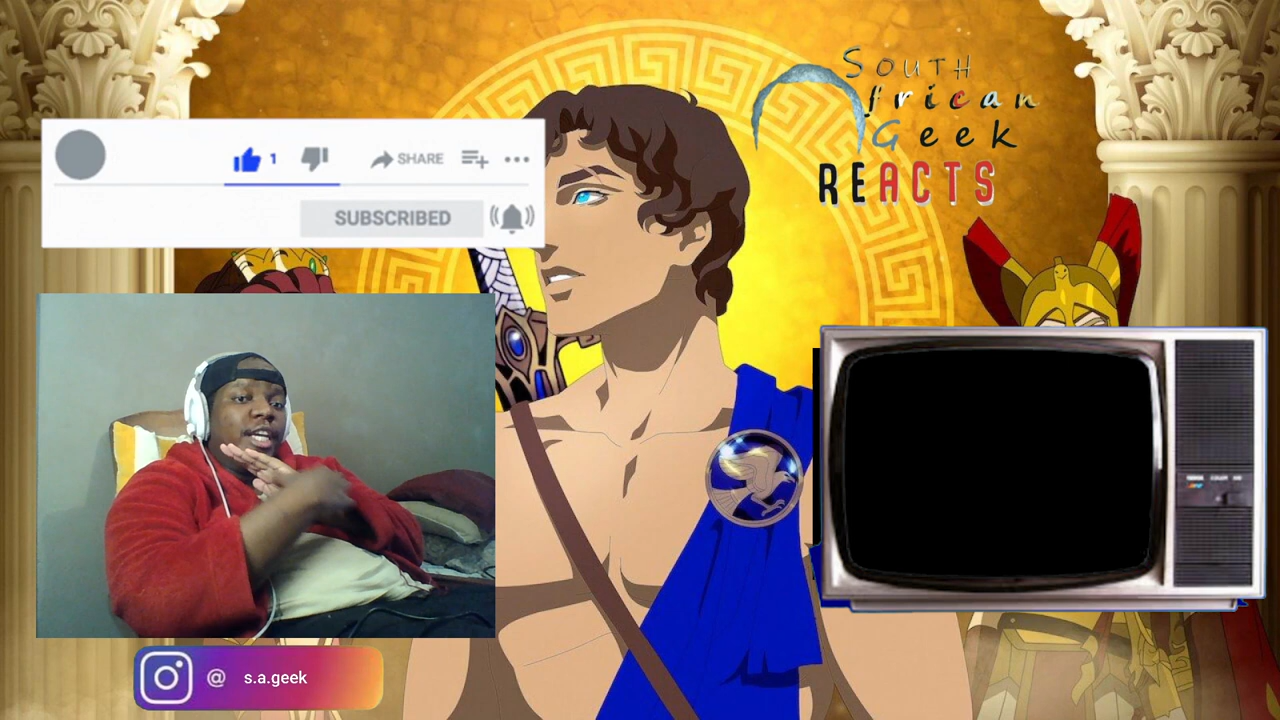 SOUTH
African
Geek
REACTS
1
SHARE
SUBSCRIBED
@ s.a.geek